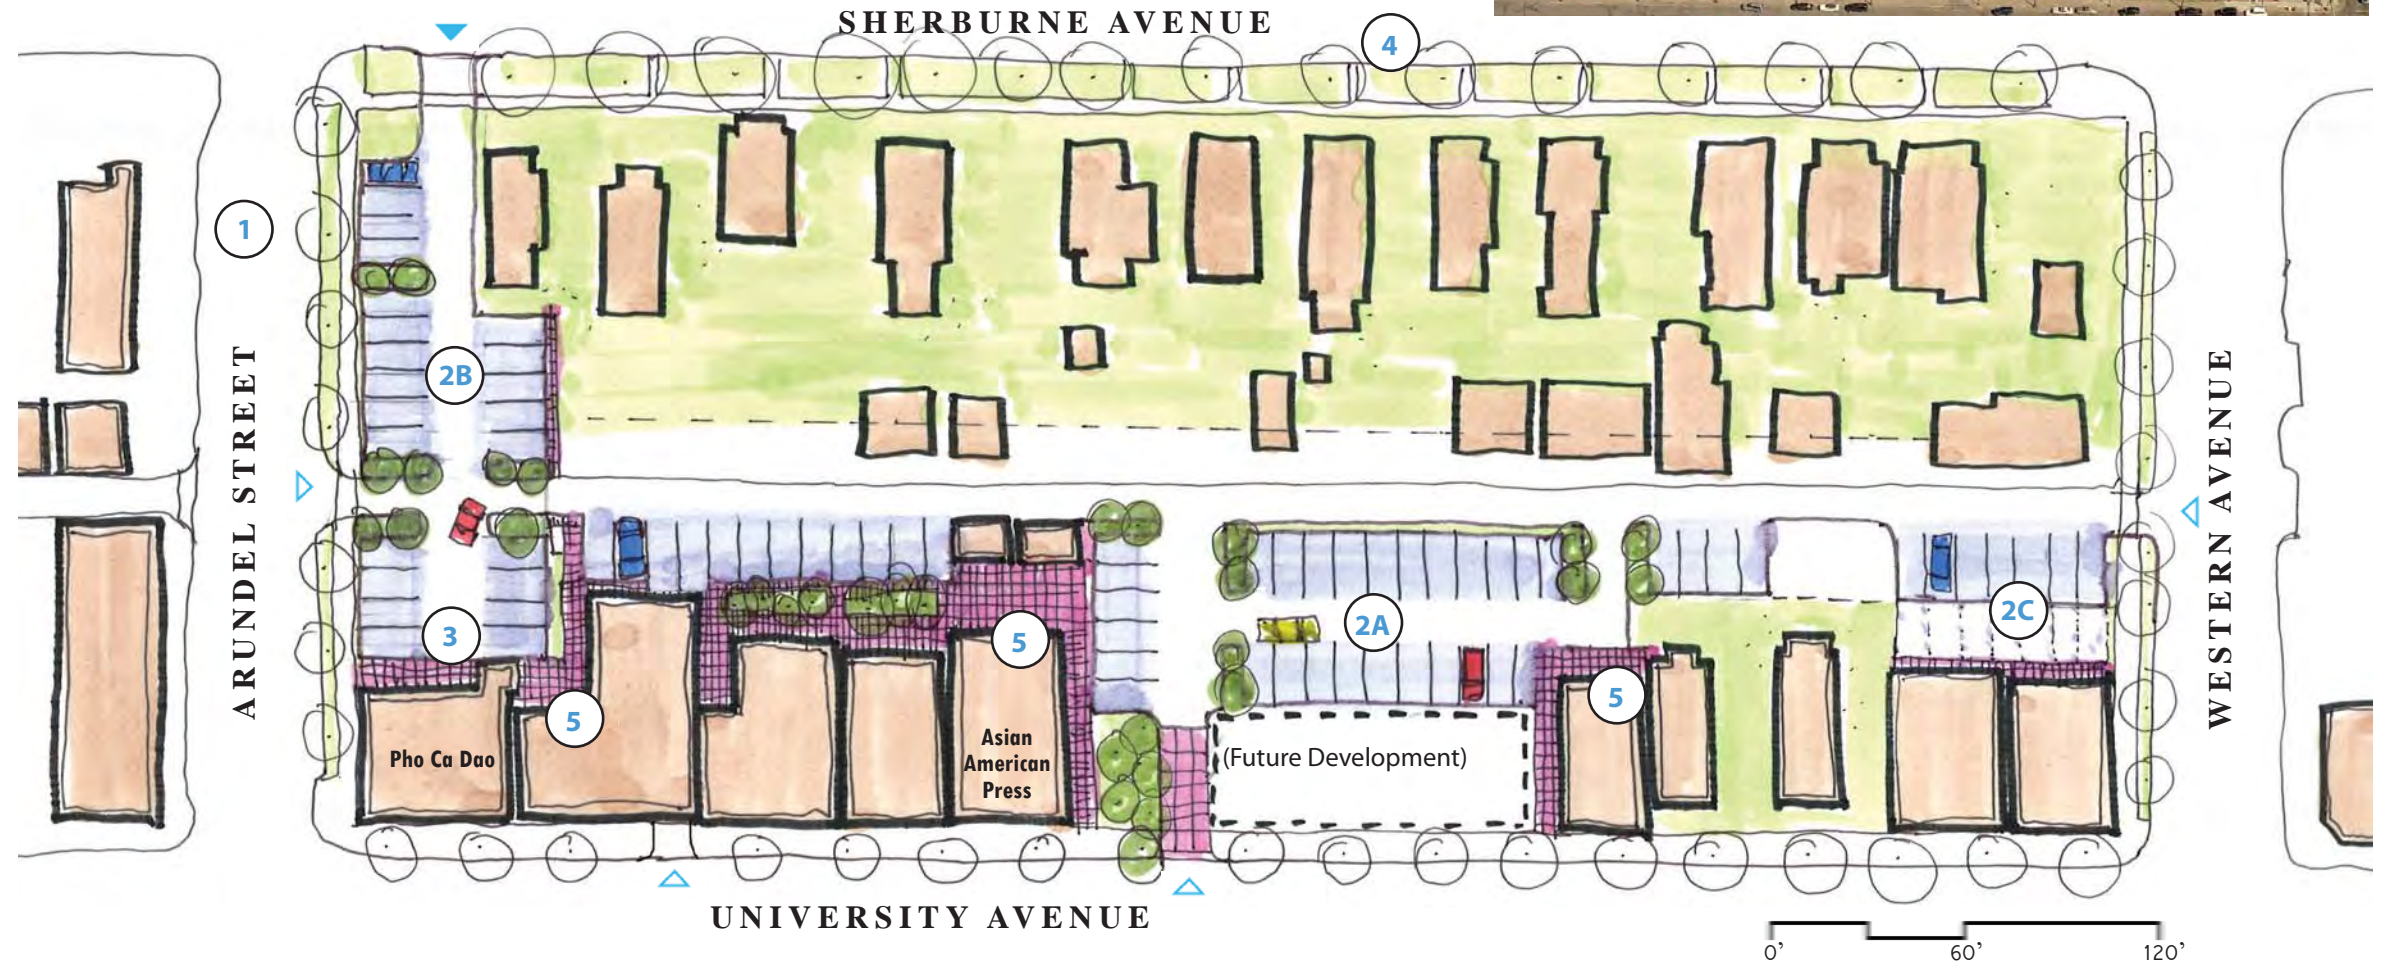 SHERBURNE AVENUE
4
1
ARUNDEL STREET
2B
WESTERN AVENUE
3
5
5
2A
2C
5
Pho Ca Dao
Asian
American
Press
(Future Development)
UNIVERSITY AVENUE
0’ 60’ 120’